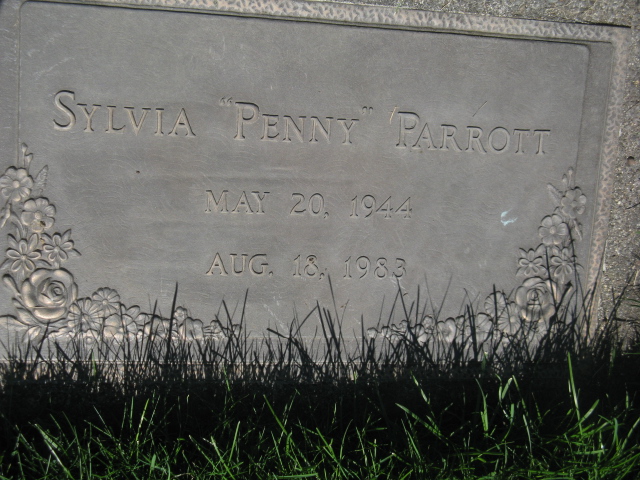 SYLVIA "PENNY" PARROTT
MAY 20, 1944
AUG. 18, 1983